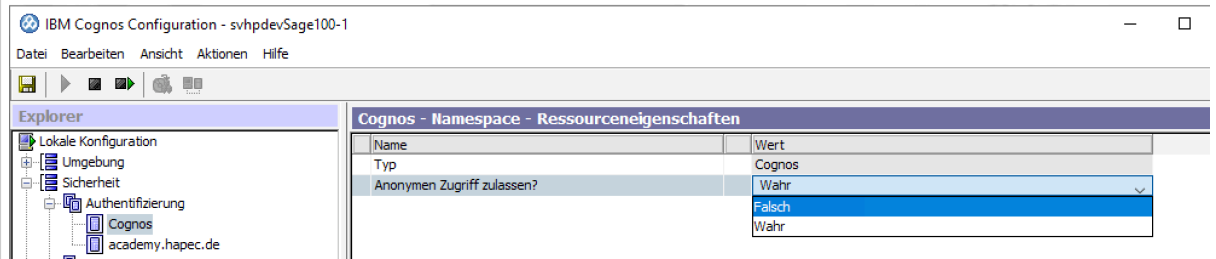 IBM Cognos Configuration - svhpdevSage100-1
Datei Bearbeiten Ansicht Aktionen Hilfe
Explorer
Lokale Konfiguration
Umgebung
Sicherheit
Authentifizierung
Cognos
academy.hapec.de
Cognos - Namespace - Ressourceneigenschaften
Name Wert
Typ Cognos
Anonymen Zugriff zulassen? Wahr
Falsch
Wahr